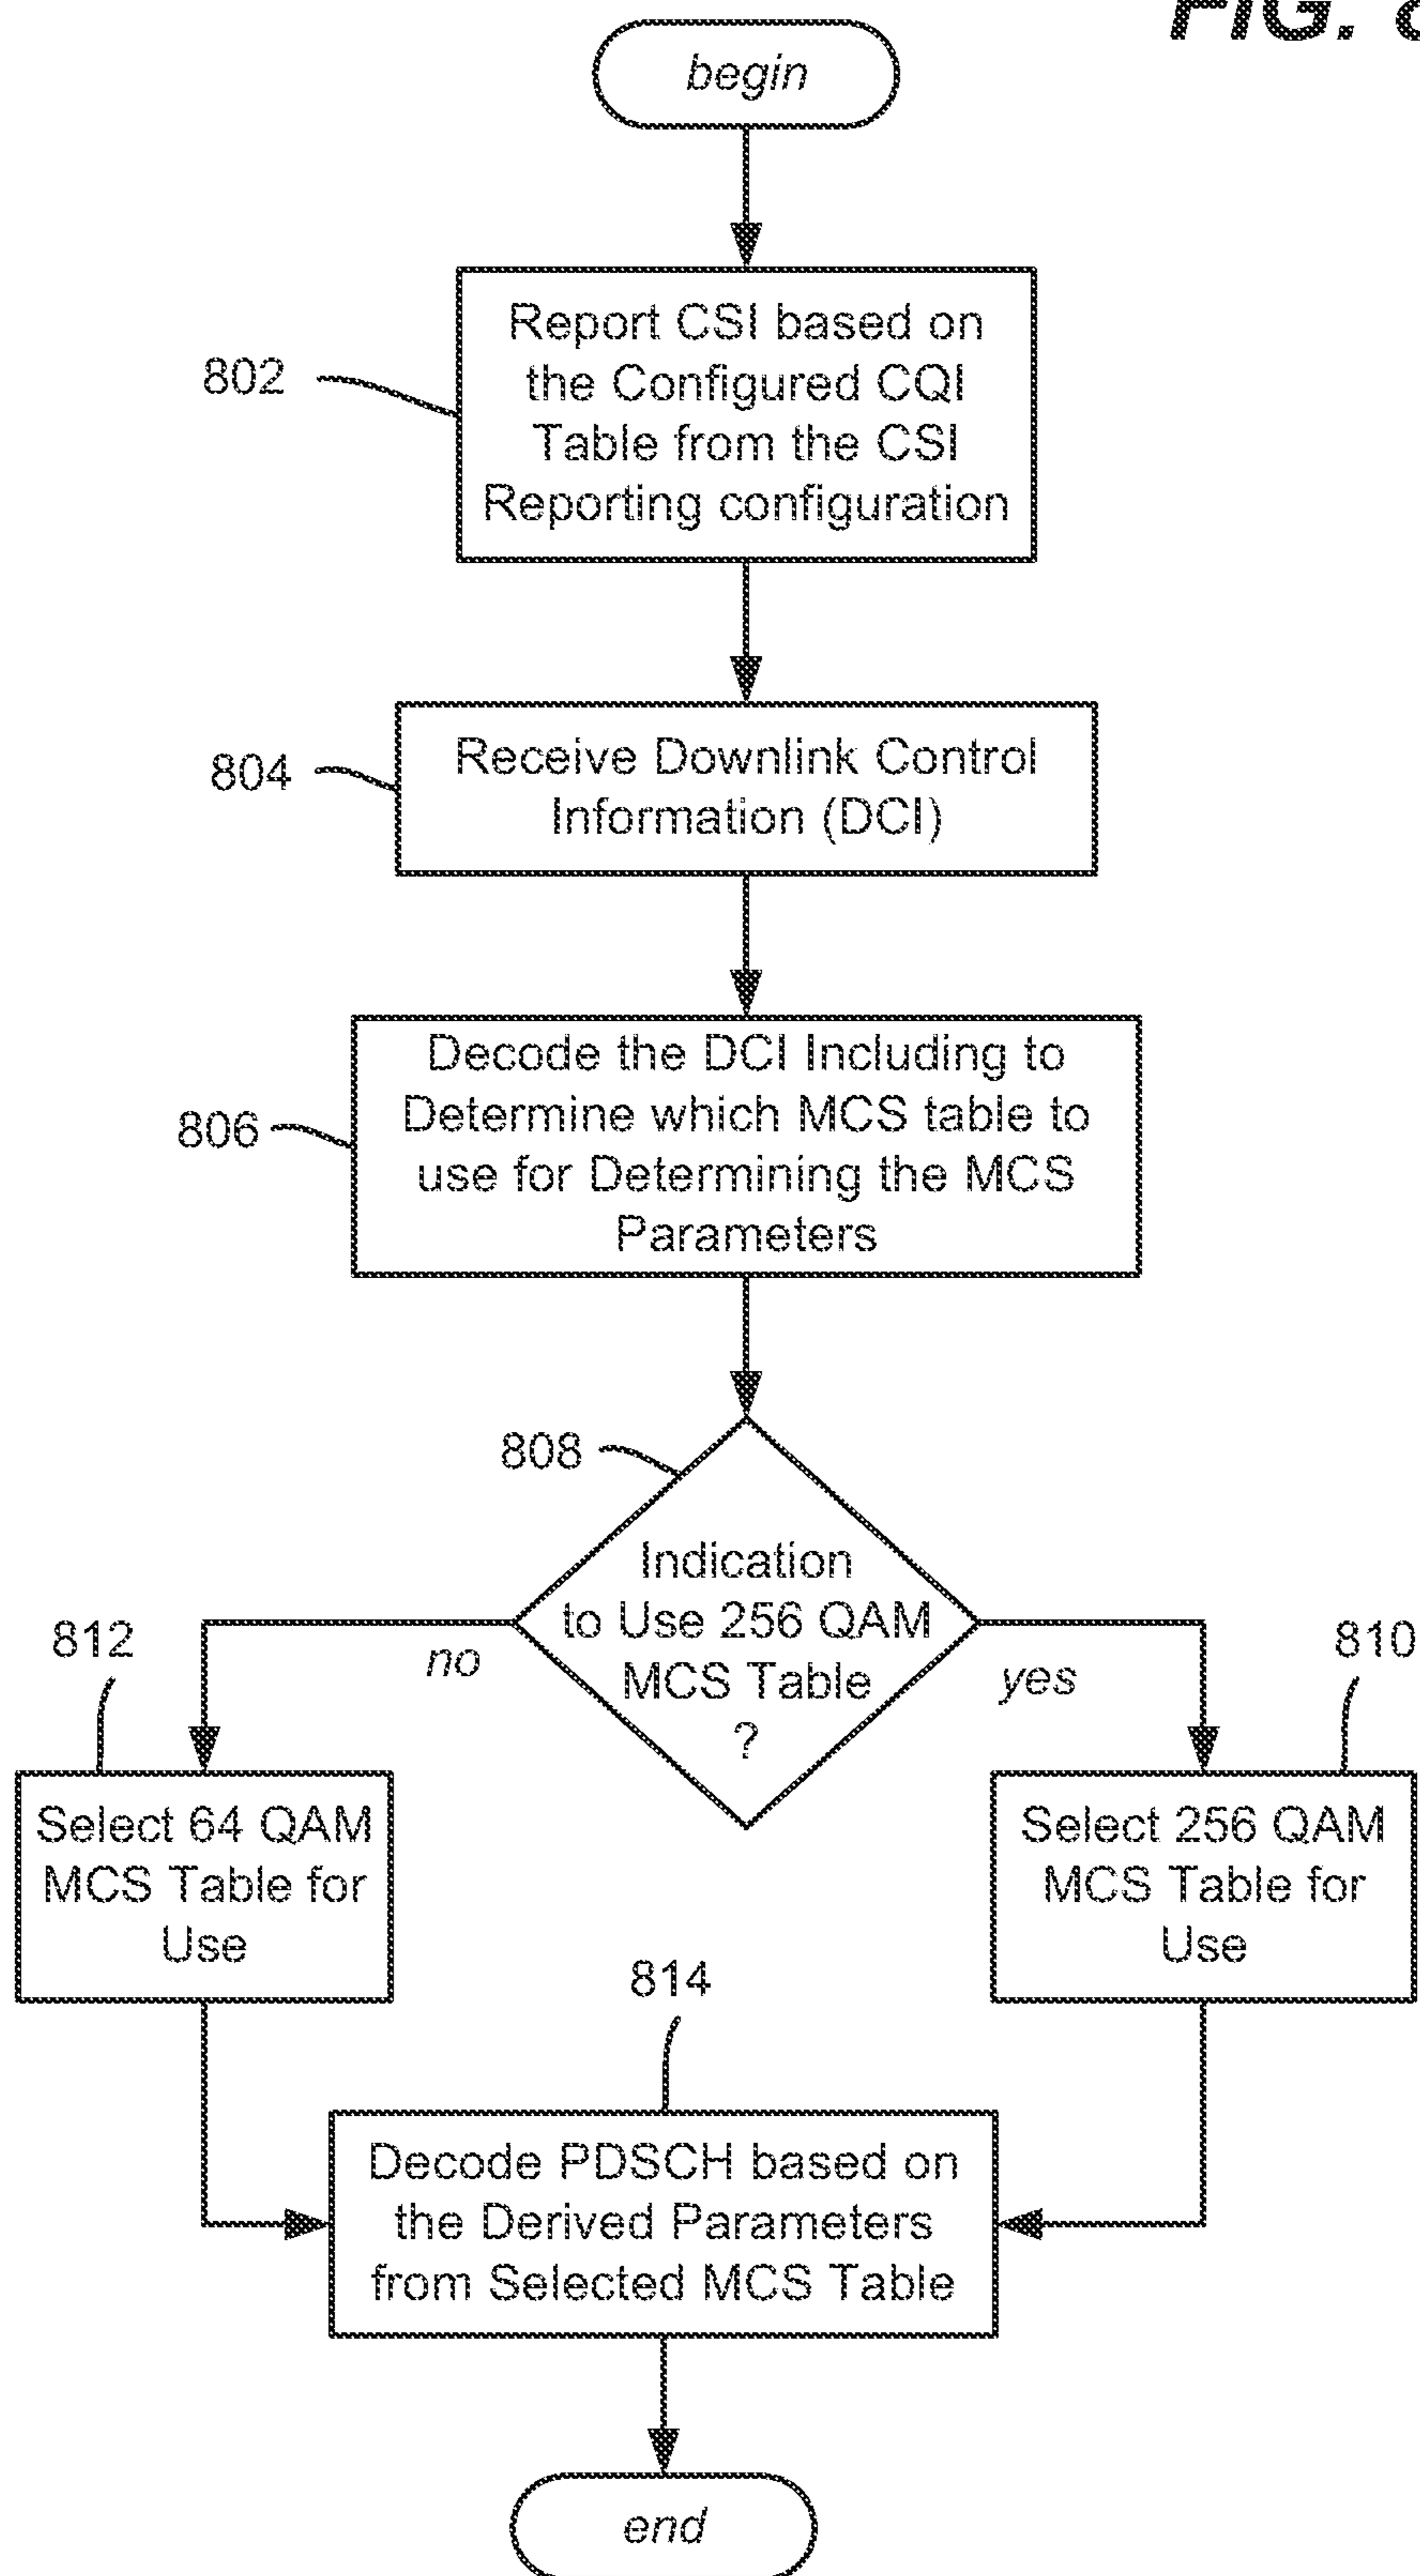 FIG. 8
begin
802
Report CSI based on
the Configured CQI
Table from the CSI
Reporting configuration
804
Receive Downlink Control
Information (DCI)
806
Decode the DCI Including to
Determine which MCS table to
use for Determining the MCS
Parameters
808
Indication
to Use 256 QAM
MCS Table
?
no
yes
812
810
Select 64 QAM
MCS Table for
Use
Select 256 QAM
MCS Table for
Use
814
Decode PDSCH based on
the Derived Parameters
from Selected MCS Table
end